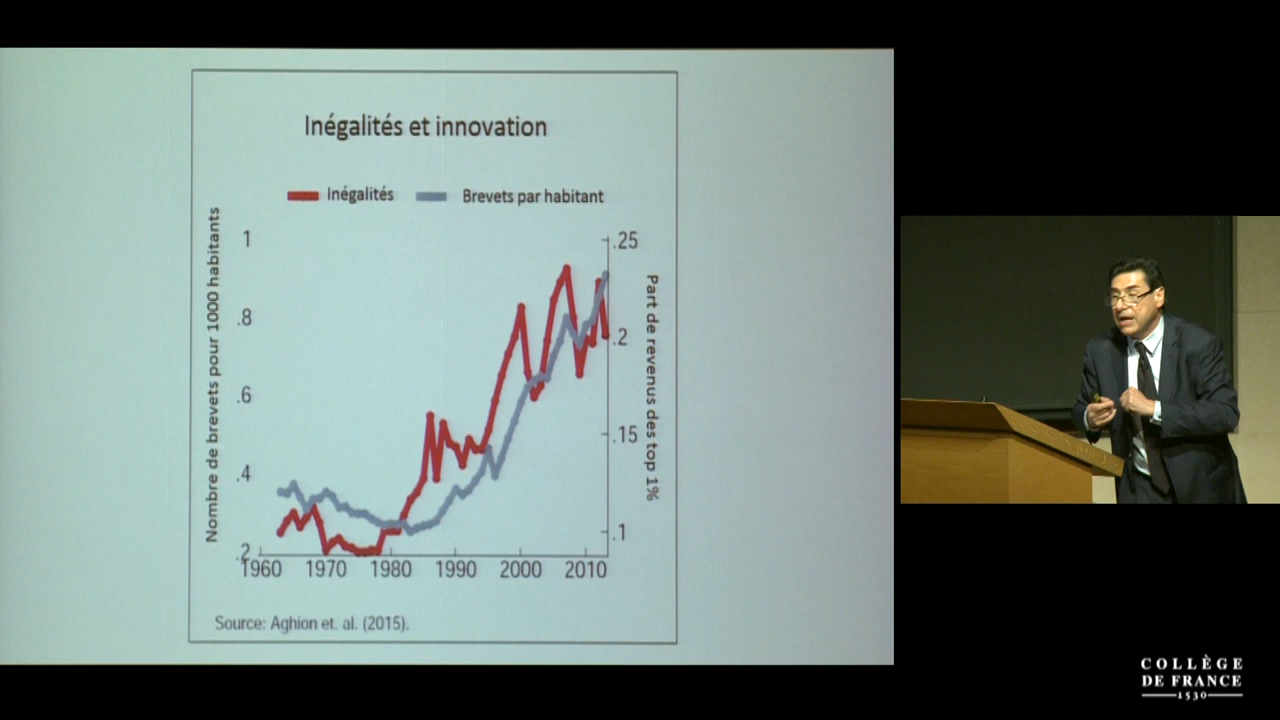 Inégalités et innovation
Inégalités
Brevets par habitant
Nombre de brevets pour 1000 habitants
1
.8
.6
.4
.2
.25
.2
.15
.1
Part de revenus des top 1%
1960 1970 1980 1990 2000 2010
Source: Aghion et. al. (2015).
COLLÈGE
DE FRANCE
1530